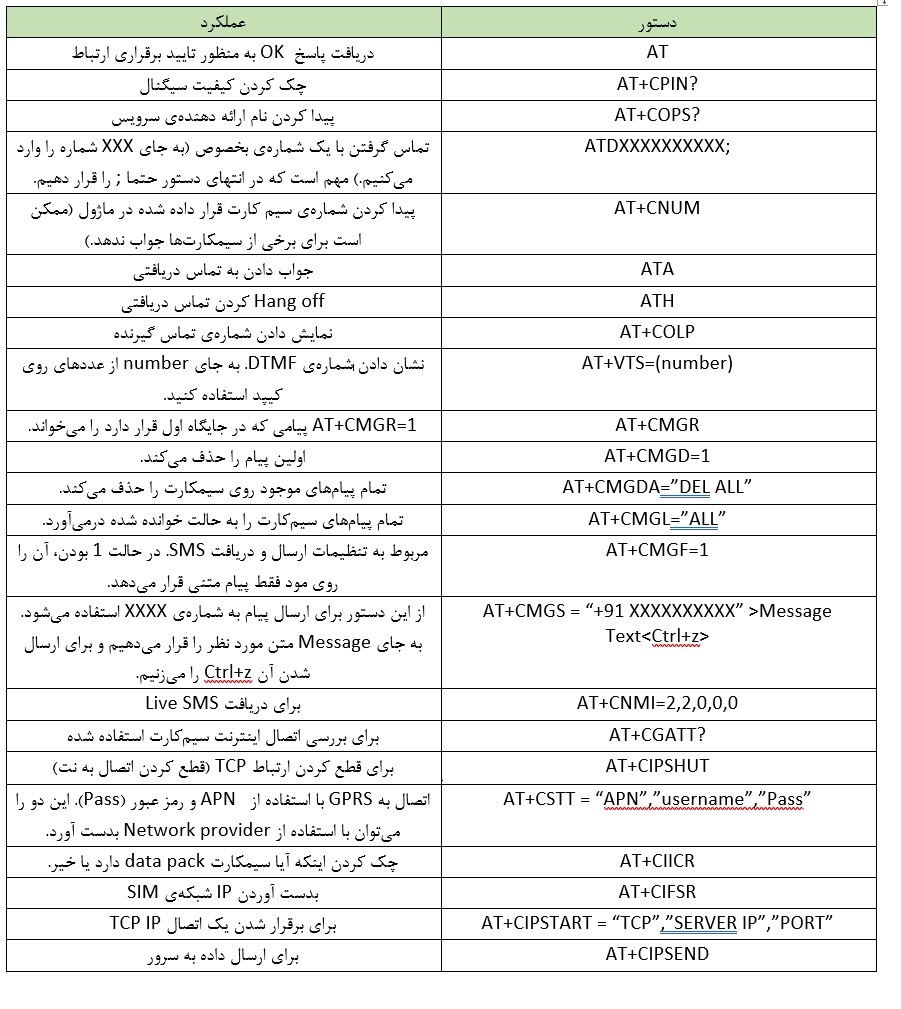 دستور
عملکرد
AT
دریافت پاسخ OK به منظور تایید برقراری ارتباط
AT+CPIN?
چک کردن کیفیت سیگنال
AT+COPS?
پیدا کردن نام ارائه دهنده‌ی سرویس
ATDXXXXXXXXXX;
تماس گرفتن با یک شماره‌ی بخصوص (به جای XXX شماره را وارد
می‌کنیم.) مهم است که در انتهای دستور حتما ; را قرار دهیم.
AT+CNUM
پیدا کردن شماره‌ی سیم کارت قرار داده شده در ماژول (ممکن
است برای برخی از سیمکارت‌ها جواب ندهد.)
ATA
جواب دادن به تماس دریافتی
ATH
Hang off کردن تماس دریافتی
AT+COLP
نمایش دادن شماره‌ی تماس گیرنده
AT+VTS=(number)
نشان دادن شماره‌ی DTMF. به جای number از عددهای روی
کیپد استفاده کنید.
AT+CMGR
AT+CMGR=1 پیامی که در جایگاه اول قرار دارد را می‌خواند.
AT+CMGD=1
اولین پیام را حذف می‌کند.
AT+CMGDA=”DEL ALL”
تمام پیام‌های موجود روی سیمکارت را حذف می‌کند.
AT+CMGL=”ALL”
تمام پیام‌های سیم‌کارت را به حالت خوانده شده درمی‌آورد.
AT+CMGF=1
مربوط به تنظیمات ارسال و دریافت SMS. در حالت 1 بودن، آن را
روی مود فقط پیام متنی قرار می‌دهد.
AT+CMGS = “+91 XXXXXXXXXX” >Message
Text<Ctrl+z>
از این دستور برای ارسال پیام به شماره‌ی XXXX استفاده می‌شود.
به جای Message متن مورد نظر را قرار می‌دهیم و برای ارسال
شدن آن Ctrl+z را می‌زنیم.
AT+CNMI=2,2,0,0,0
برای دریافت Live SMS
AT+CGATT?
برای بررسی اتصال اینترنت سیم‌کارت استفاده شده
AT+CIPSHUT
برای قطع کردن ارتباط TCP (قطع کردن اتصال به نت)
AT+CSTT = “APN”,”username”,”Pass”
اتصال به GPRS با استفاده از APN و رمز عبور (Pass). این دو را
می‌توان با استفاده از Network provider بدست آورد.
AT+CIICR
چک کردن اینکه آیا سیمکارت data pack دارد یا خیر.
AT+CIFSR
بدست آوردن IP شبکه‌ی SIM
AT+CIPSTART = “TCP”,”SERVER IP”,”PORT”
برای برقرار شدن یک اتصال TCP IP
AT+CIPSEND
برای ارسال داده به سرور